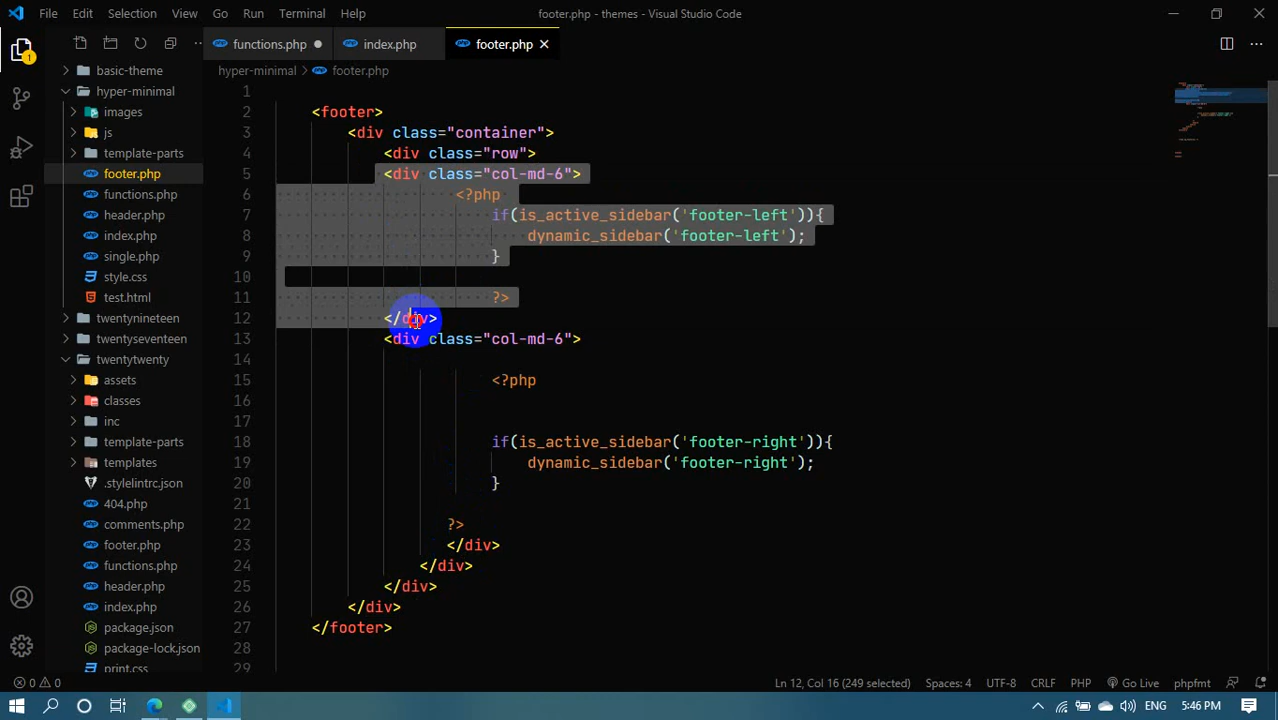 File Edit Selection View Go Run Terminal Help footer.php - themes - Visual Studio Code
functions.php index.php footer.php
hyper-minimal > footer.php
basic-theme
hyper-minimal
images
js
template-parts
footer.php
functions.php
header.php
index.php
single.php
style.css
test.html
twentynineteen
twentyseventeen
twentytwenty
assets
classes
inc
template-parts
templates
.stylelintrc.json
404.php
comments.php
footer.php
functions.php
header.php
index.php
package.json
package-lock.json
print.css
1
2 <footer>
3 <div class="container">
4 <div class="row">
5 <div class="col-md-6">
6 <?php
7 if(is_active_sidebar('footer-left')){
8 dynamic_sidebar('footer-left');
9 }
10
11 ?>
12 </div>
13 <div class="col-md-6">
14
15 <?php
16
17
18 if(is_active_sidebar('footer-right')){
19 dynamic_sidebar('footer-right');
20 }
21
22 ?>
23 </div>
24 </div>
25 </div>
26 </div>
27 </footer>
28
29
1
0 0 Ln 12, Col 16 (249 selected) Spaces: 4 UTF-8 CRLF PHP Go Live phpfmt
ENG 5:46 PM